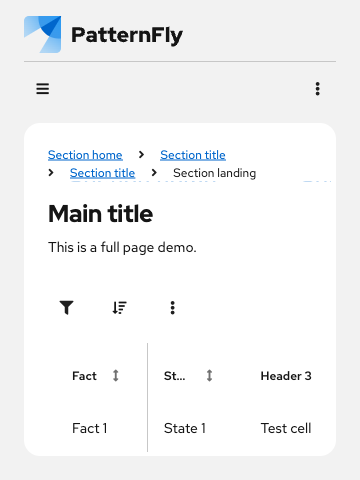 PatternFly
Section home > Section title
> Section title > Section landing
Main title
This is a full page demo.
Fact St... Header 3
Fact 1 State 1 Test cell